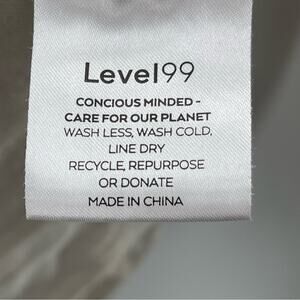 Level99
CONCIOUS MINDED -
CARE FOR OUR PLANET
WASH LESS, WASH COLD,
LINE DRY
RECYCLE, REPURPOSE
OR DONATE
MADE IN CHINA